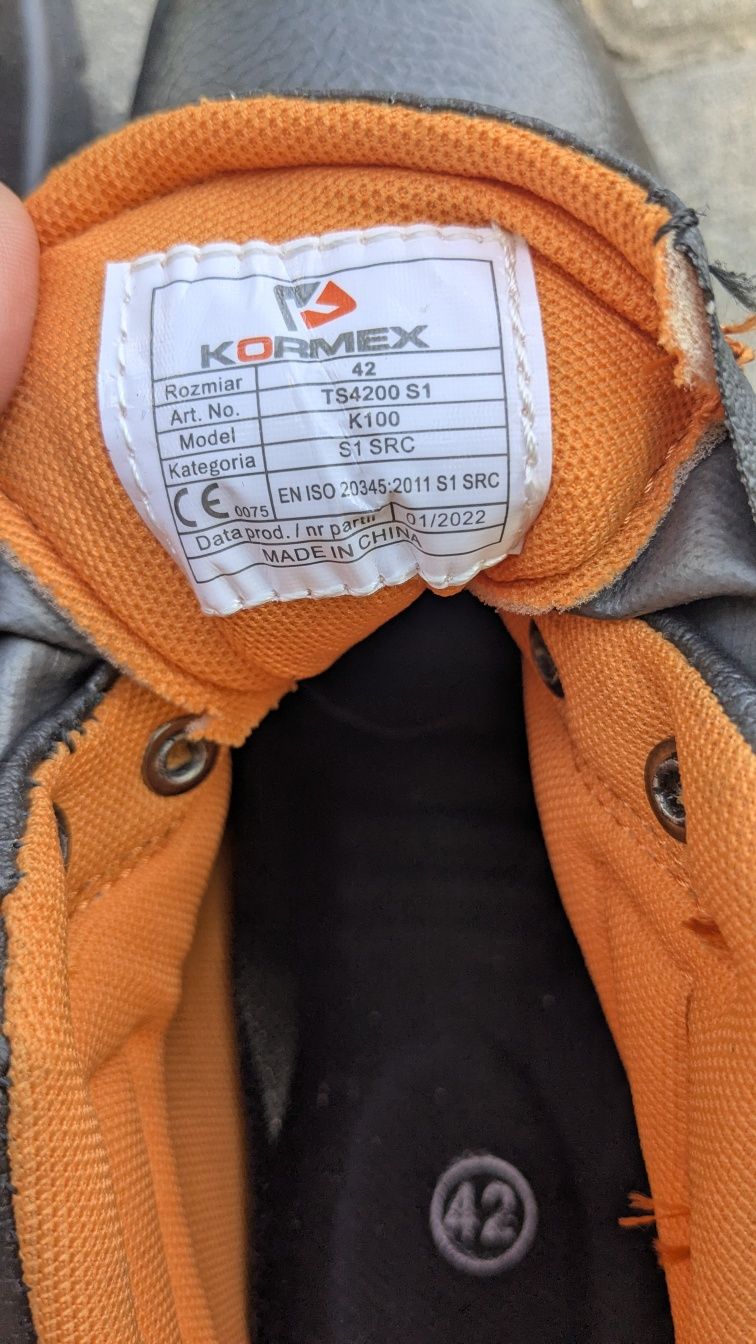 KORMEX
Rozmiar 42
Art. No. TS4200 S1
Model K100
Kategoria S1 SRC
CE 0075 EN ISO 20345:2011 S1 SRC
Data prod. / nr partii 01/2022
MADE IN CHINA
42